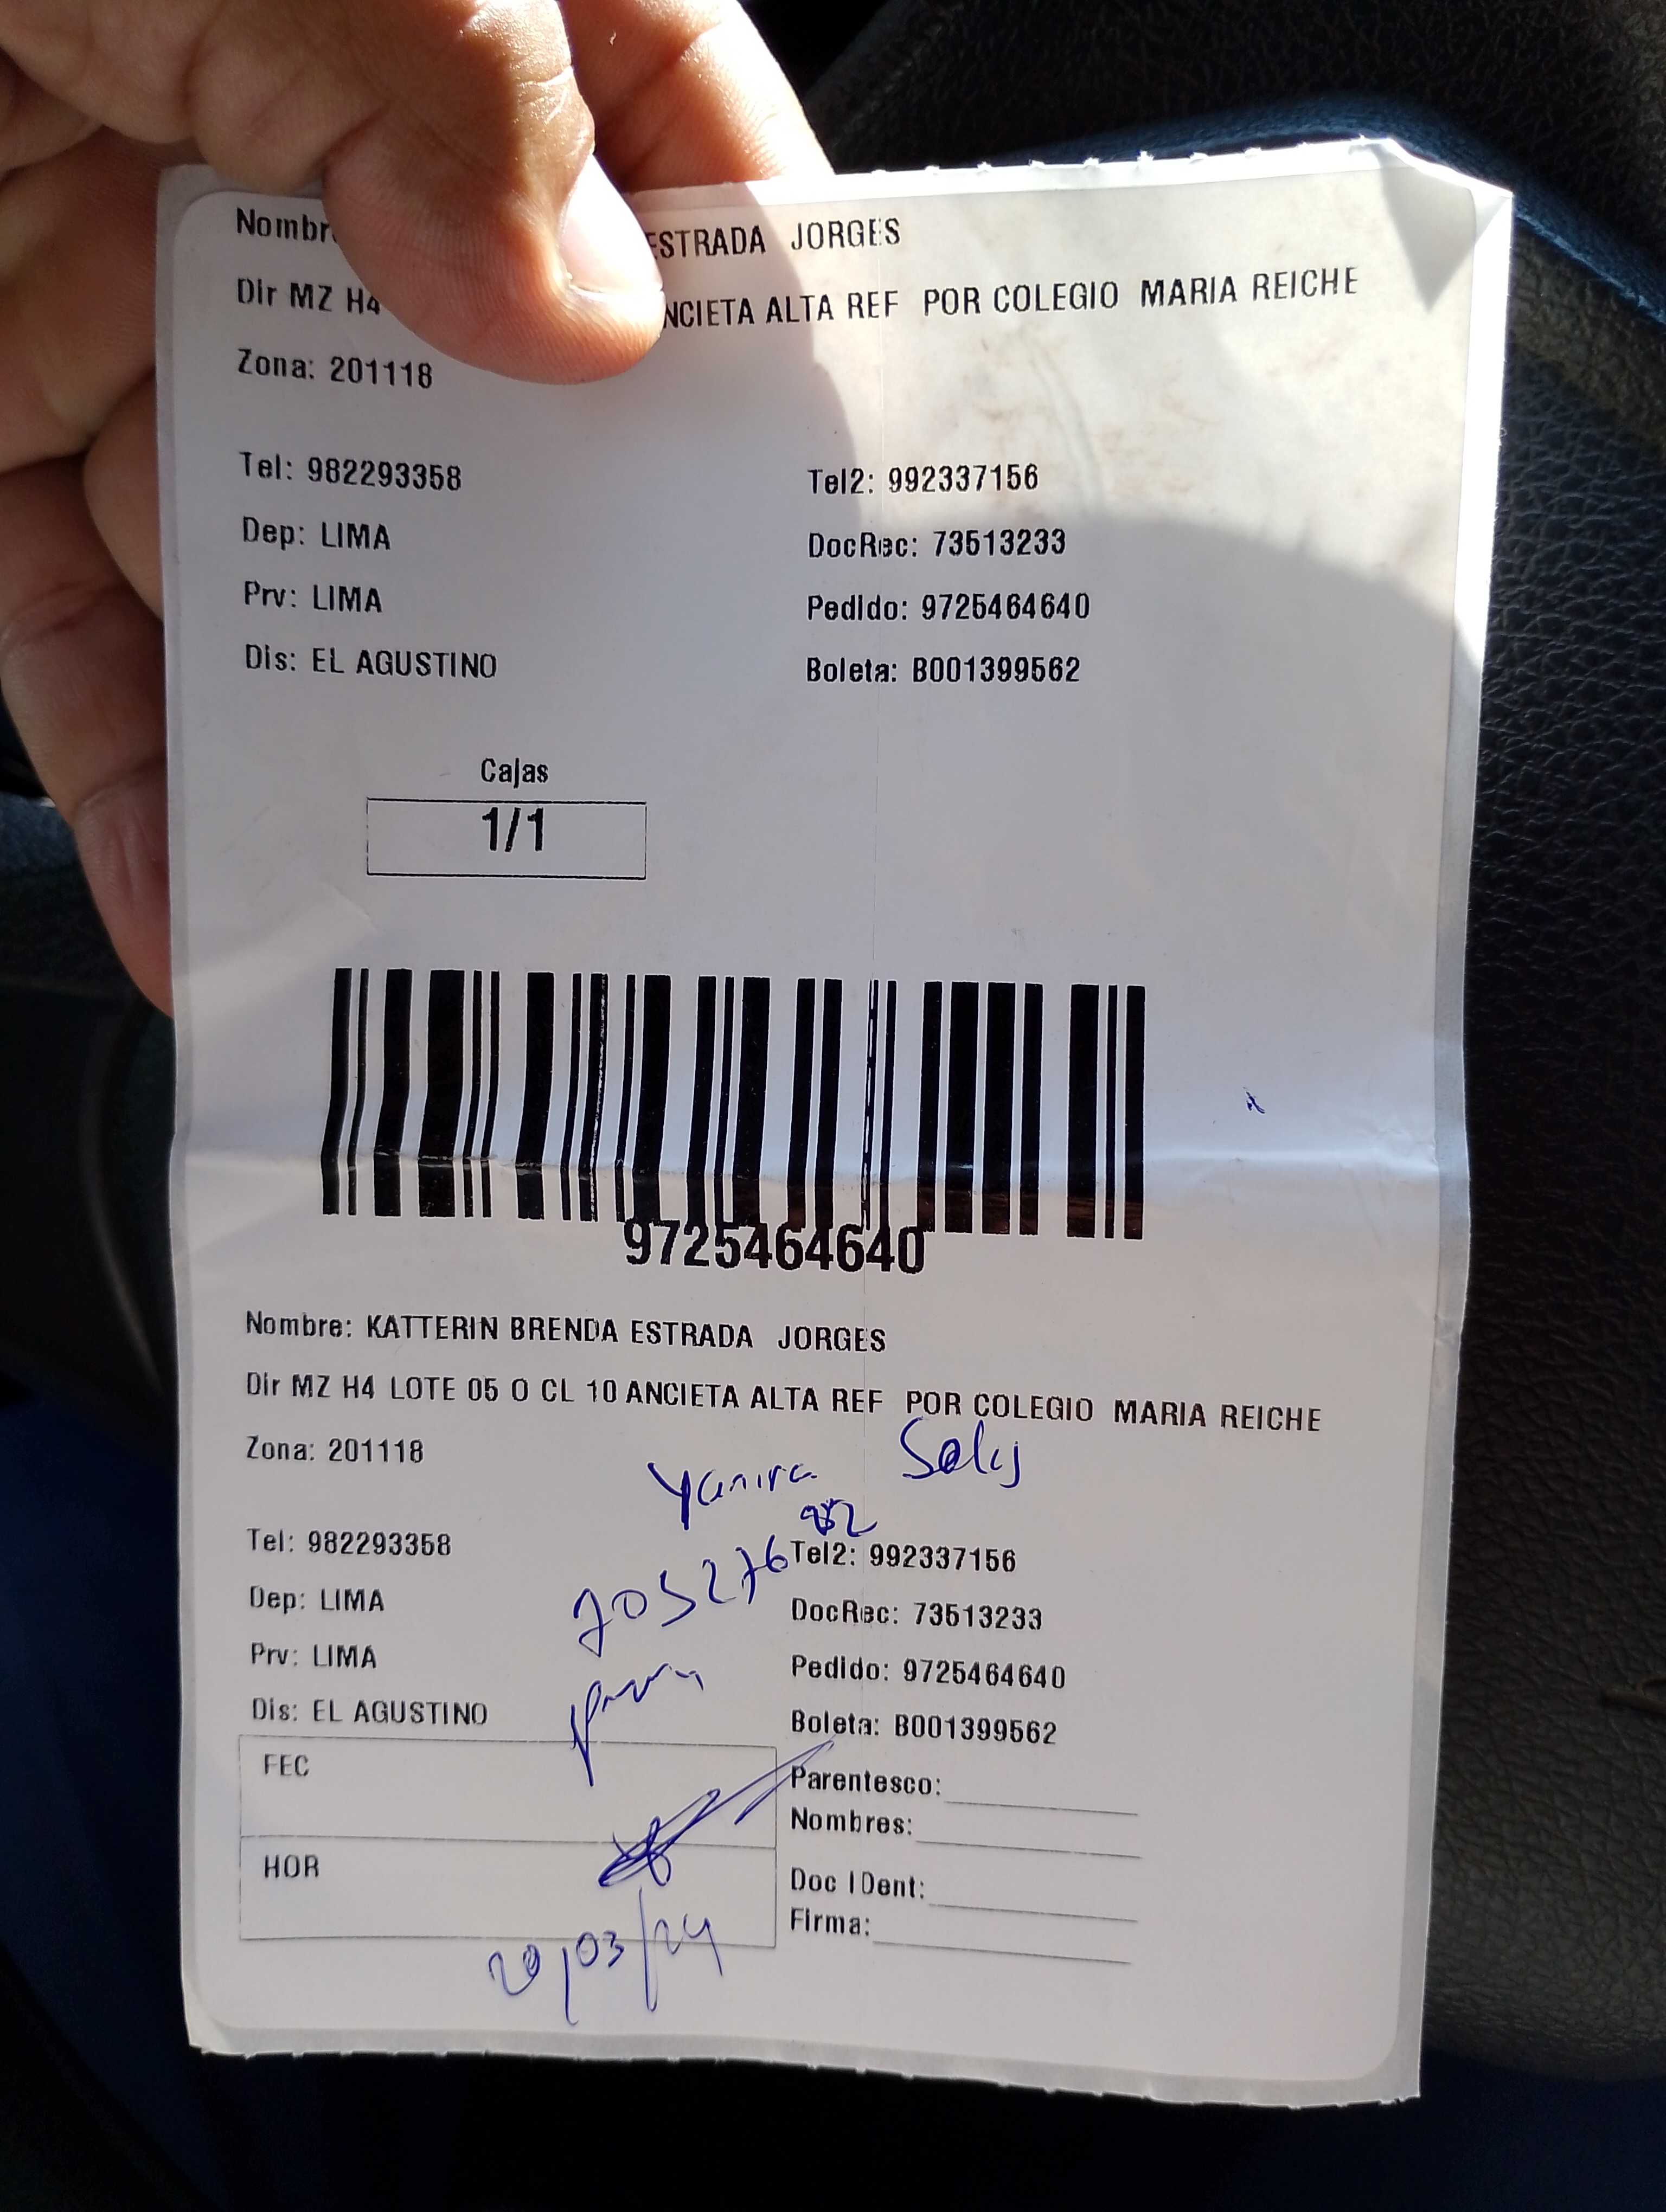 Nombr ESTRADA JORGES
Dir MZ H4 NCIETA ALTA REF POR COLEGIO MARIA REICHE
Zona: 201118
Tel: 982293358 Tel2: 992337156
Dep: LIMA DocRec: 73513233
Prv: LIMA Pedido: 9725464640
Dis: EL AGUSTINO Boleta: B001399562
Cajas
1/1
9725464640
Nombre: KATTERIN BRENDA ESTRADA JORGES
Dir MZ H4 LOTE 05 O CL 10 ANCIETA ALTA REF POR COLEGIO MARIA REICHE
Zona: 201118
Yanira
Tel: 982293358 Tel2: 992337156
705276
Dep: LIMA DocRec: 73513233
Prv: LIMA Pedido: 9725464640
Dis: EL AGUSTINO Boleta: B001399562
FEC Parentesco:
Nombres:
HOR Doc IDent:
Firma:
20/03/24